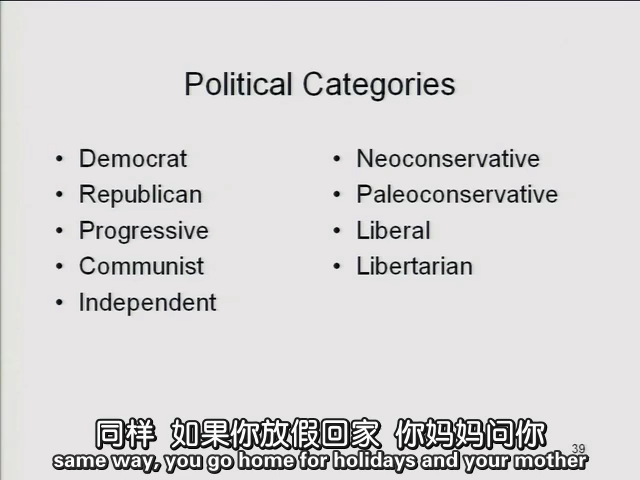 Political Categories
• Democrat
• Republican
• Progressive
• Communist
• Independent
• Neoconservative
• Paleoconservative
• Liberal
• Libertarian
同样 如果你放假回家 你妈妈问你
39
same way, you go home for holidays and your mother